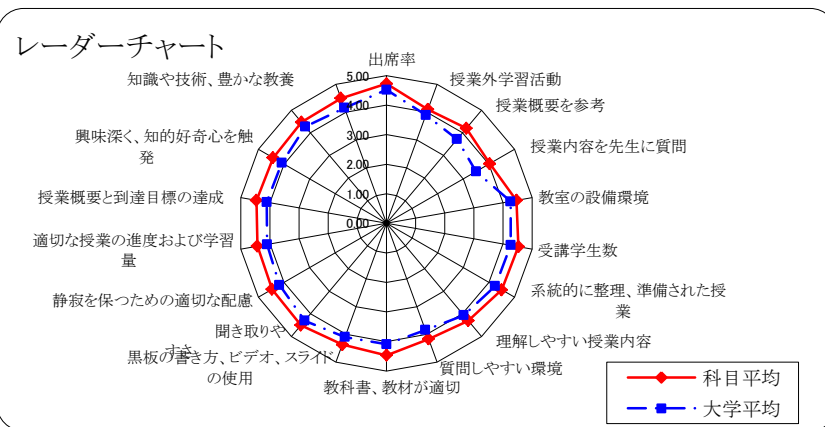 レーダーチャート
出席率
授業外学習活動
授業概要を参考
授業内容を先生に質問
教室の設備環境
受講学生数
系統的に整理、準備された授
業
理解しやすい授業内容
質問しやすい環境
教科書、教材が適切
黒板の書き方、ビデオ、スライド
の使用
聞き取りや
すさ
静寂を保つための適切な配慮
適切な授業の進度および学習
量
授業概要と到達目標の達成
興味深く、知的好奇心を触
発
知識や技術、豊かな教養
5.00
4.00
3.00
2.00
1.00
0.00
科目平均
大学平均